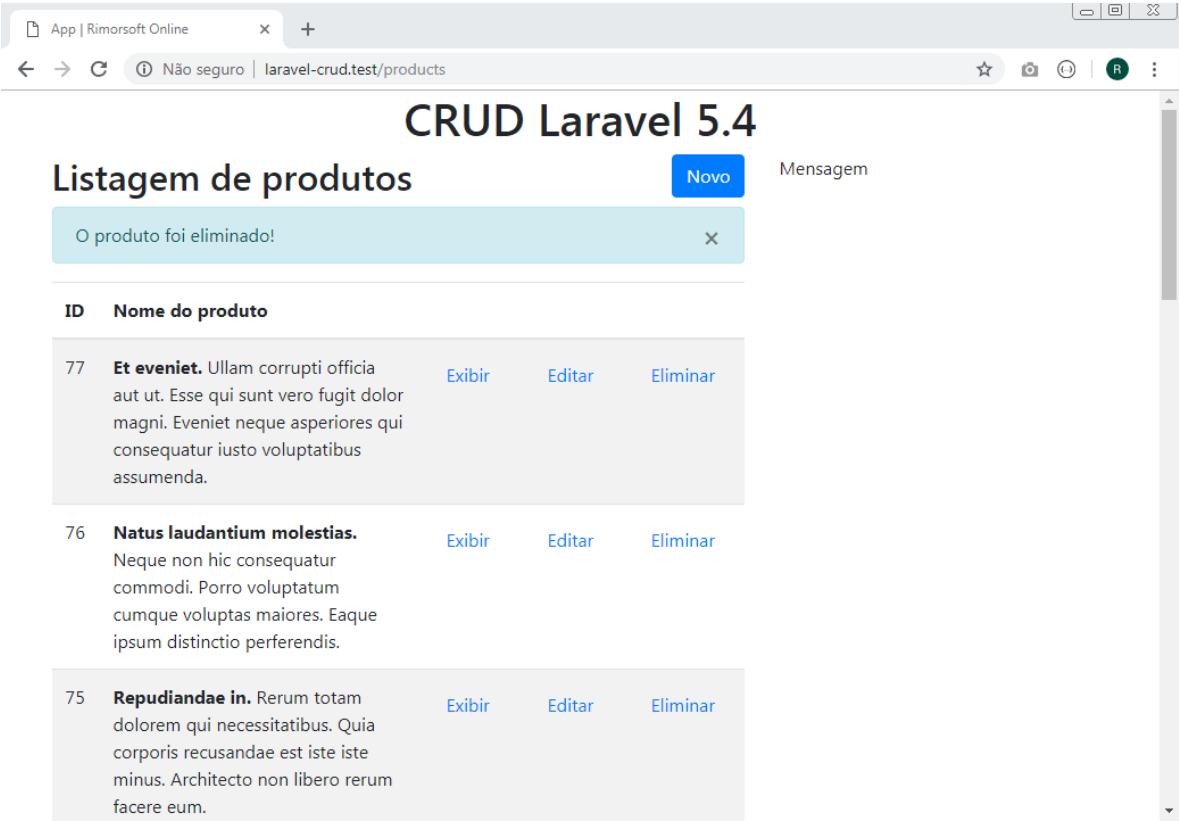 App | Rimorsoft Online
Não seguro | laravel-crud.test/products
R
CRUD Laravel 5.4
Listagem de produtos
Novo
Mensagem
O produto foi eliminado!
ID Nome do produto
77 Et eveniet. Ullam corrupti officia Exibir Editar Eliminar
aut ut. Esse qui sunt vero fugit dolor
magni. Eveniet neque asperiores qui
consequatur iusto voluptatibus
assumenda.
76 Natus laudantium molestias. Exibir Editar Eliminar
Neque non hic consequatur
commodi. Porro voluptatum
cumque voluptas maiores. Eaque
ipsum distinctio perferendis.
75 Repudiandae in. Rerum totam Exibir Editar Eliminar
dolorem qui necessitatibus. Quia
corporis recusandae est iste iste
minus. Architecto non libero rerum
facere eum.